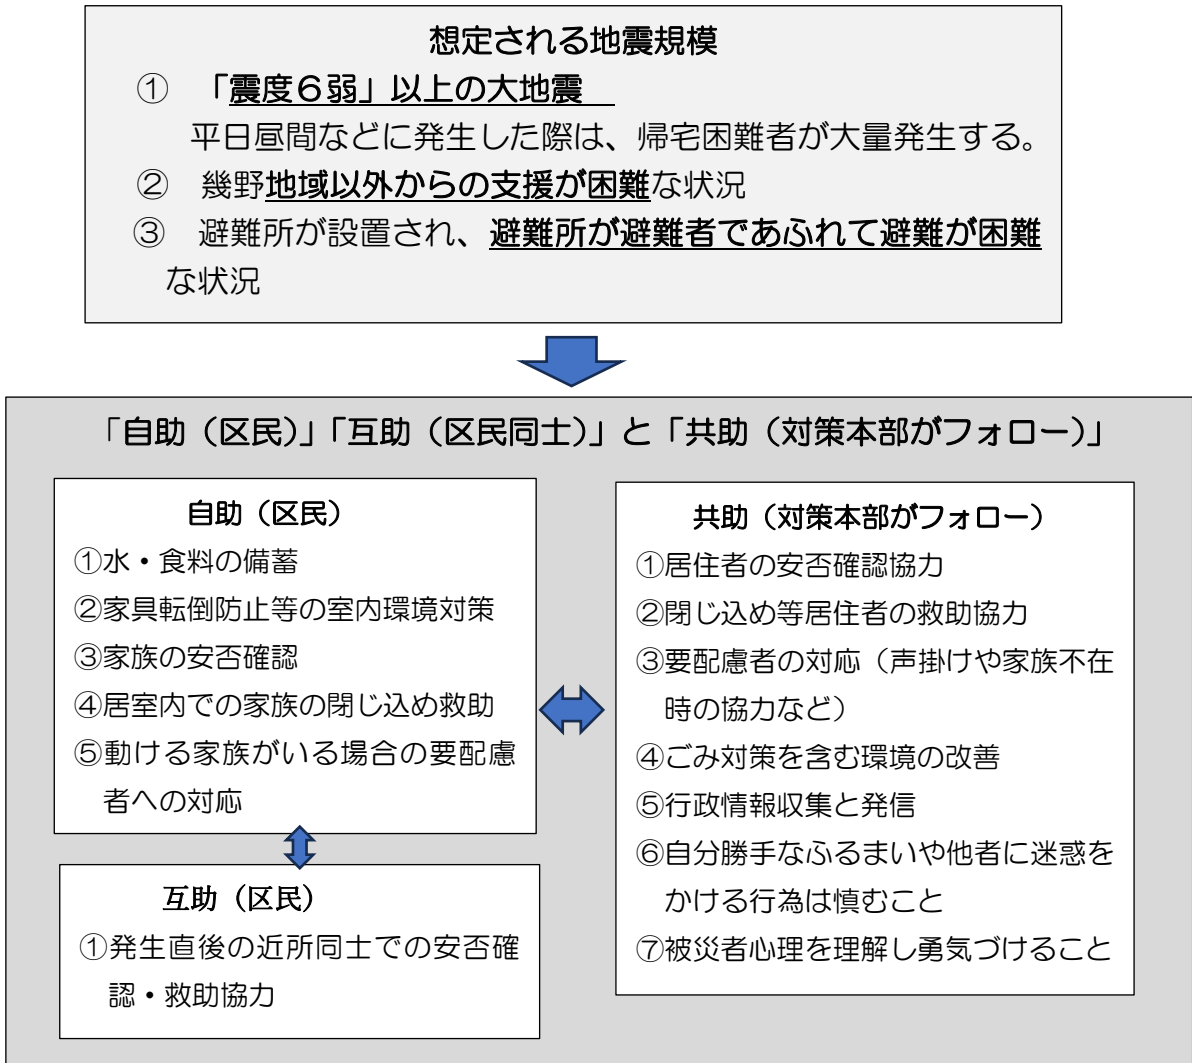 想定される地震規模
① 「震度６弱」以上の大地震
平日昼間などに発生した際は、帰宅困難者が大量発生する。
② 幾野地域以外からの支援が困難な状況
③ 避難所が設置され、避難所が避難者であふれて避難が困難
な状況
「自助（区民）」「互助（区民同士）」と「共助（対策本部がフォロー）」
自助（区民）
①水・食料の備蓄
②家具転倒防止等の室内環境対策
③家族の安否確認
④居室内での家族の閉じ込め救助
⑤動ける家族がいる場合の要配慮
者への対応
互助（区民）
①発生直後の近所同士での安否確
認・救助協力
共助（対策本部がフォロー）
①居住者の安否確認協力
②閉じ込め等居住者の救助協力
③要配慮者の対応（声掛けや家族不在
時の協力など）
④ごみ対策を含む環境の改善
⑤行政情報収集と発信
⑥自分勝手なふるまいや他者に迷惑を
かける行為は慎むこと
⑦被災者心理を理解し勇気づけること